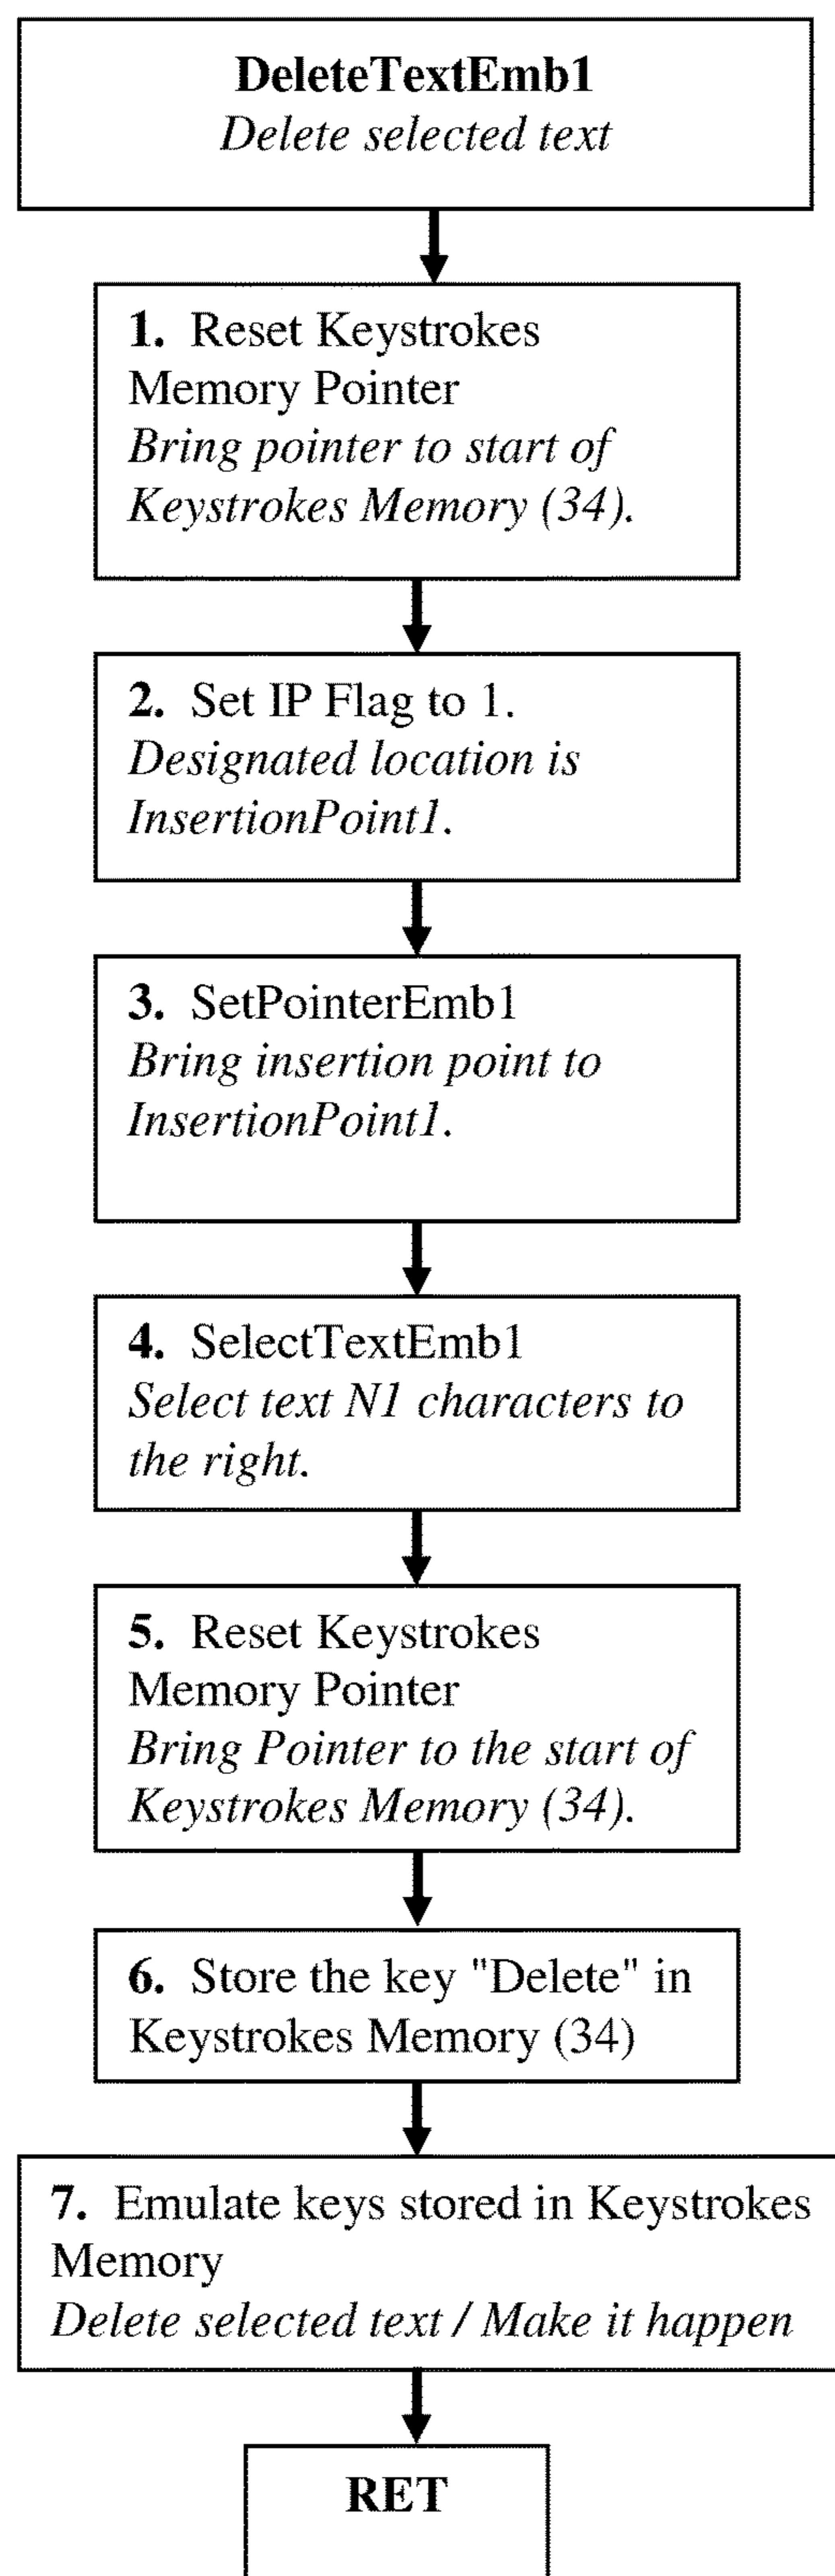 DeleteTextEmb1
Delete selected text
1. Reset Keystrokes
Memory Pointer
Bring pointer to start of
Keystrokes Memory (34).
2. Set IP Flag to 1.
Designated location is
InsertionPoint1.
3. SetPointerEmb1
Bring insertion point to
InsertionPoint1.
4. SelectTextEmb1
Select text N1 characters to
the right.
5. Reset Keystrokes
Memory Pointer
Bring Pointer to the start of
Keystrokes Memory (34).
6. Store the key "Delete" in
Keystrokes Memory (34)
7. Emulate keys stored in Keystrokes
Memory
Delete selected text / Make it happen
RET